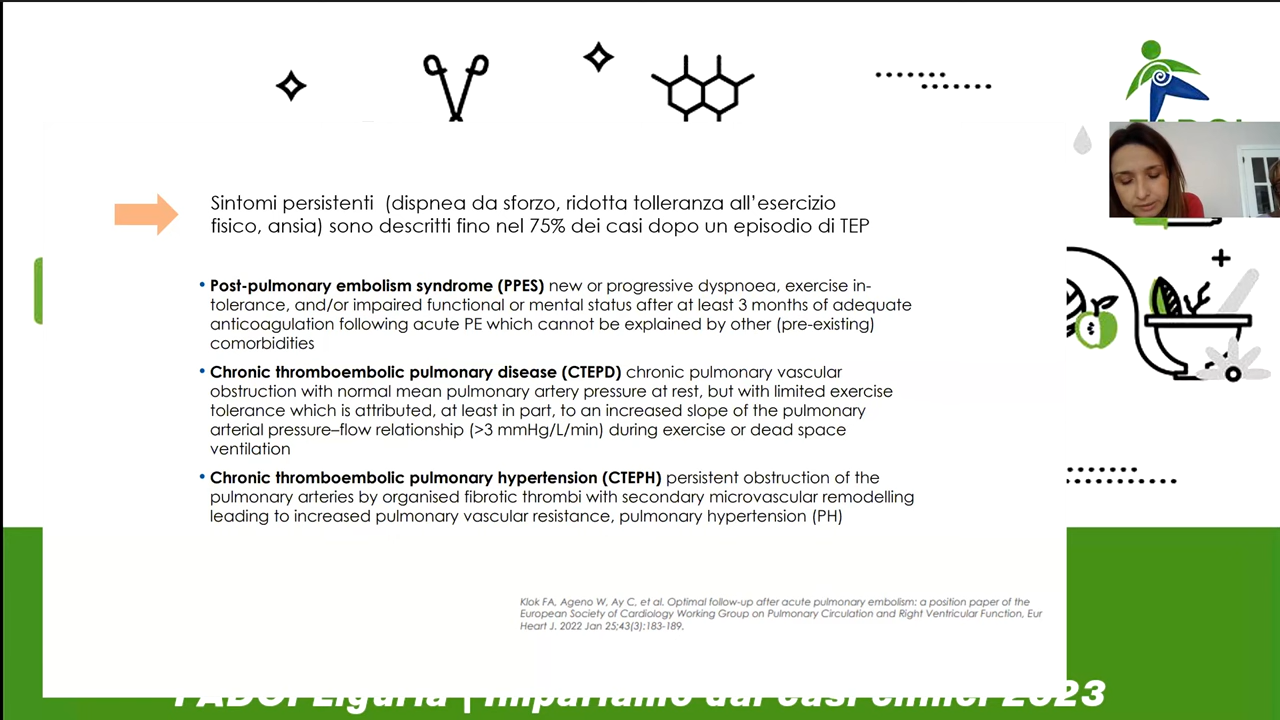 Sintomi persistenti (dispnea da sforzo, ridotta tolleranza all'esercizio
fisico, ansia) sono descritti fino nel 75% dei casi dopo un episodio di TEP
• Post-pulmonary embolism syndrome (PPES) new or progressive dyspnoea, exercise in-
tolerance, and/or impaired functional or mental status after at least 3 months of adequate
anticoagulation following acute PE which cannot be explained by other (pre-existing)
comorbidities
• Chronic thromboembolic pulmonary disease (CTEPD) chronic pulmonary vascular
obstruction with normal mean pulmonary artery pressure at rest, but with limited exercise
tolerance which is attributed, at least in part, to an increased slope of the pulmonary
arterial pressure–flow relationship (>3 mmHg/L/min) during exercise or dead space
ventilation
• Chronic thromboembolic pulmonary hypertension (CTEPH) persistent obstruction of the
pulmonary arteries by organised fibrotic thrombi with secondary microvascular remodelling
leading to increased pulmonary vascular resistance, pulmonary hypertension (PH)
Klok FA, Ageno W, Ay C, et al. Optimal follow-up after acute pulmonary embolism: a position paper of the
European Society of Cardiology Working Group on Pulmonary Circulation and Right Ventricular Function, Eur
Heart J. 2022 Jan 25;43(3):183-189.
FADOI Liguria | Impariamo dai casi clinici 2023